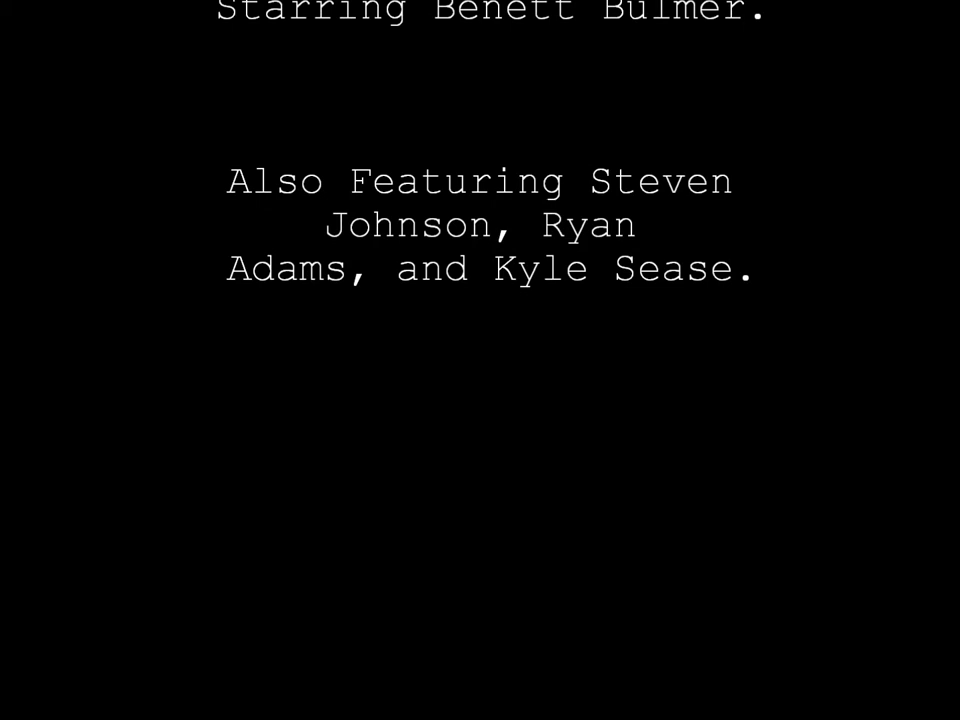 Starring Benett Bulmer.
Also Featuring Steven
Johnson, Ryan
Adams, and Kyle Sease.